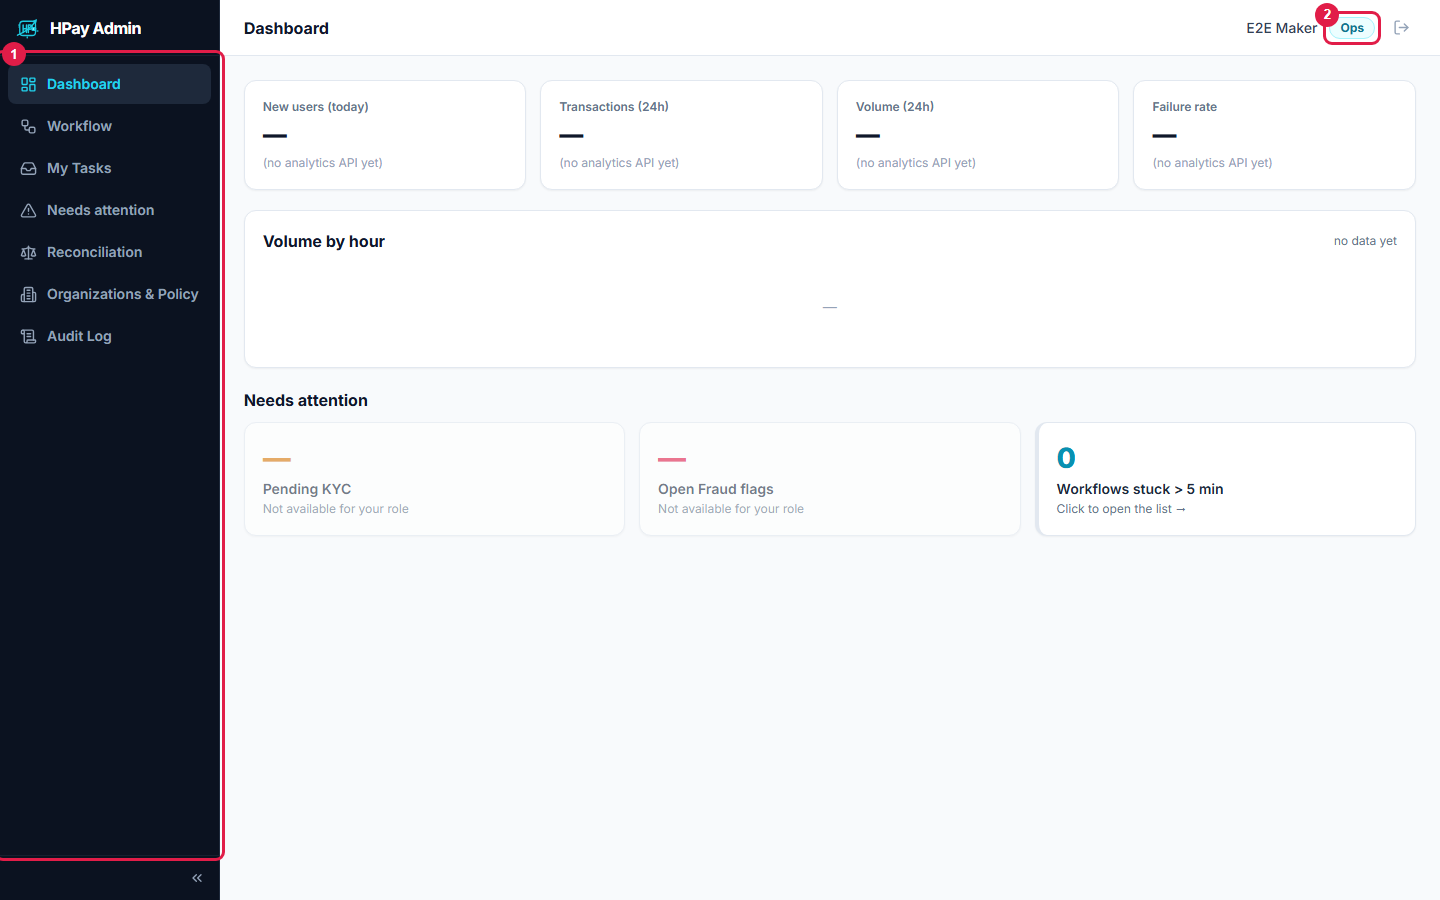 HPay Admin
Dashboard
E2E Maker
2
Ops
1
Dashboard
Workflow
My Tasks
Needs attention
Reconciliation
Organizations & Policy
Audit Log
New users (today)
—
(no analytics API yet)
Transactions (24h)
—
(no analytics API yet)
Volume (24h)
—
(no analytics API yet)
Failure rate
—
(no analytics API yet)
Volume by hour
no data yet
—
Needs attention
—
Pending KYC
Not available for your role
—
Open Fraud flags
Not available for your role
0
Workflows stuck > 5 min
Click to open the list →
«